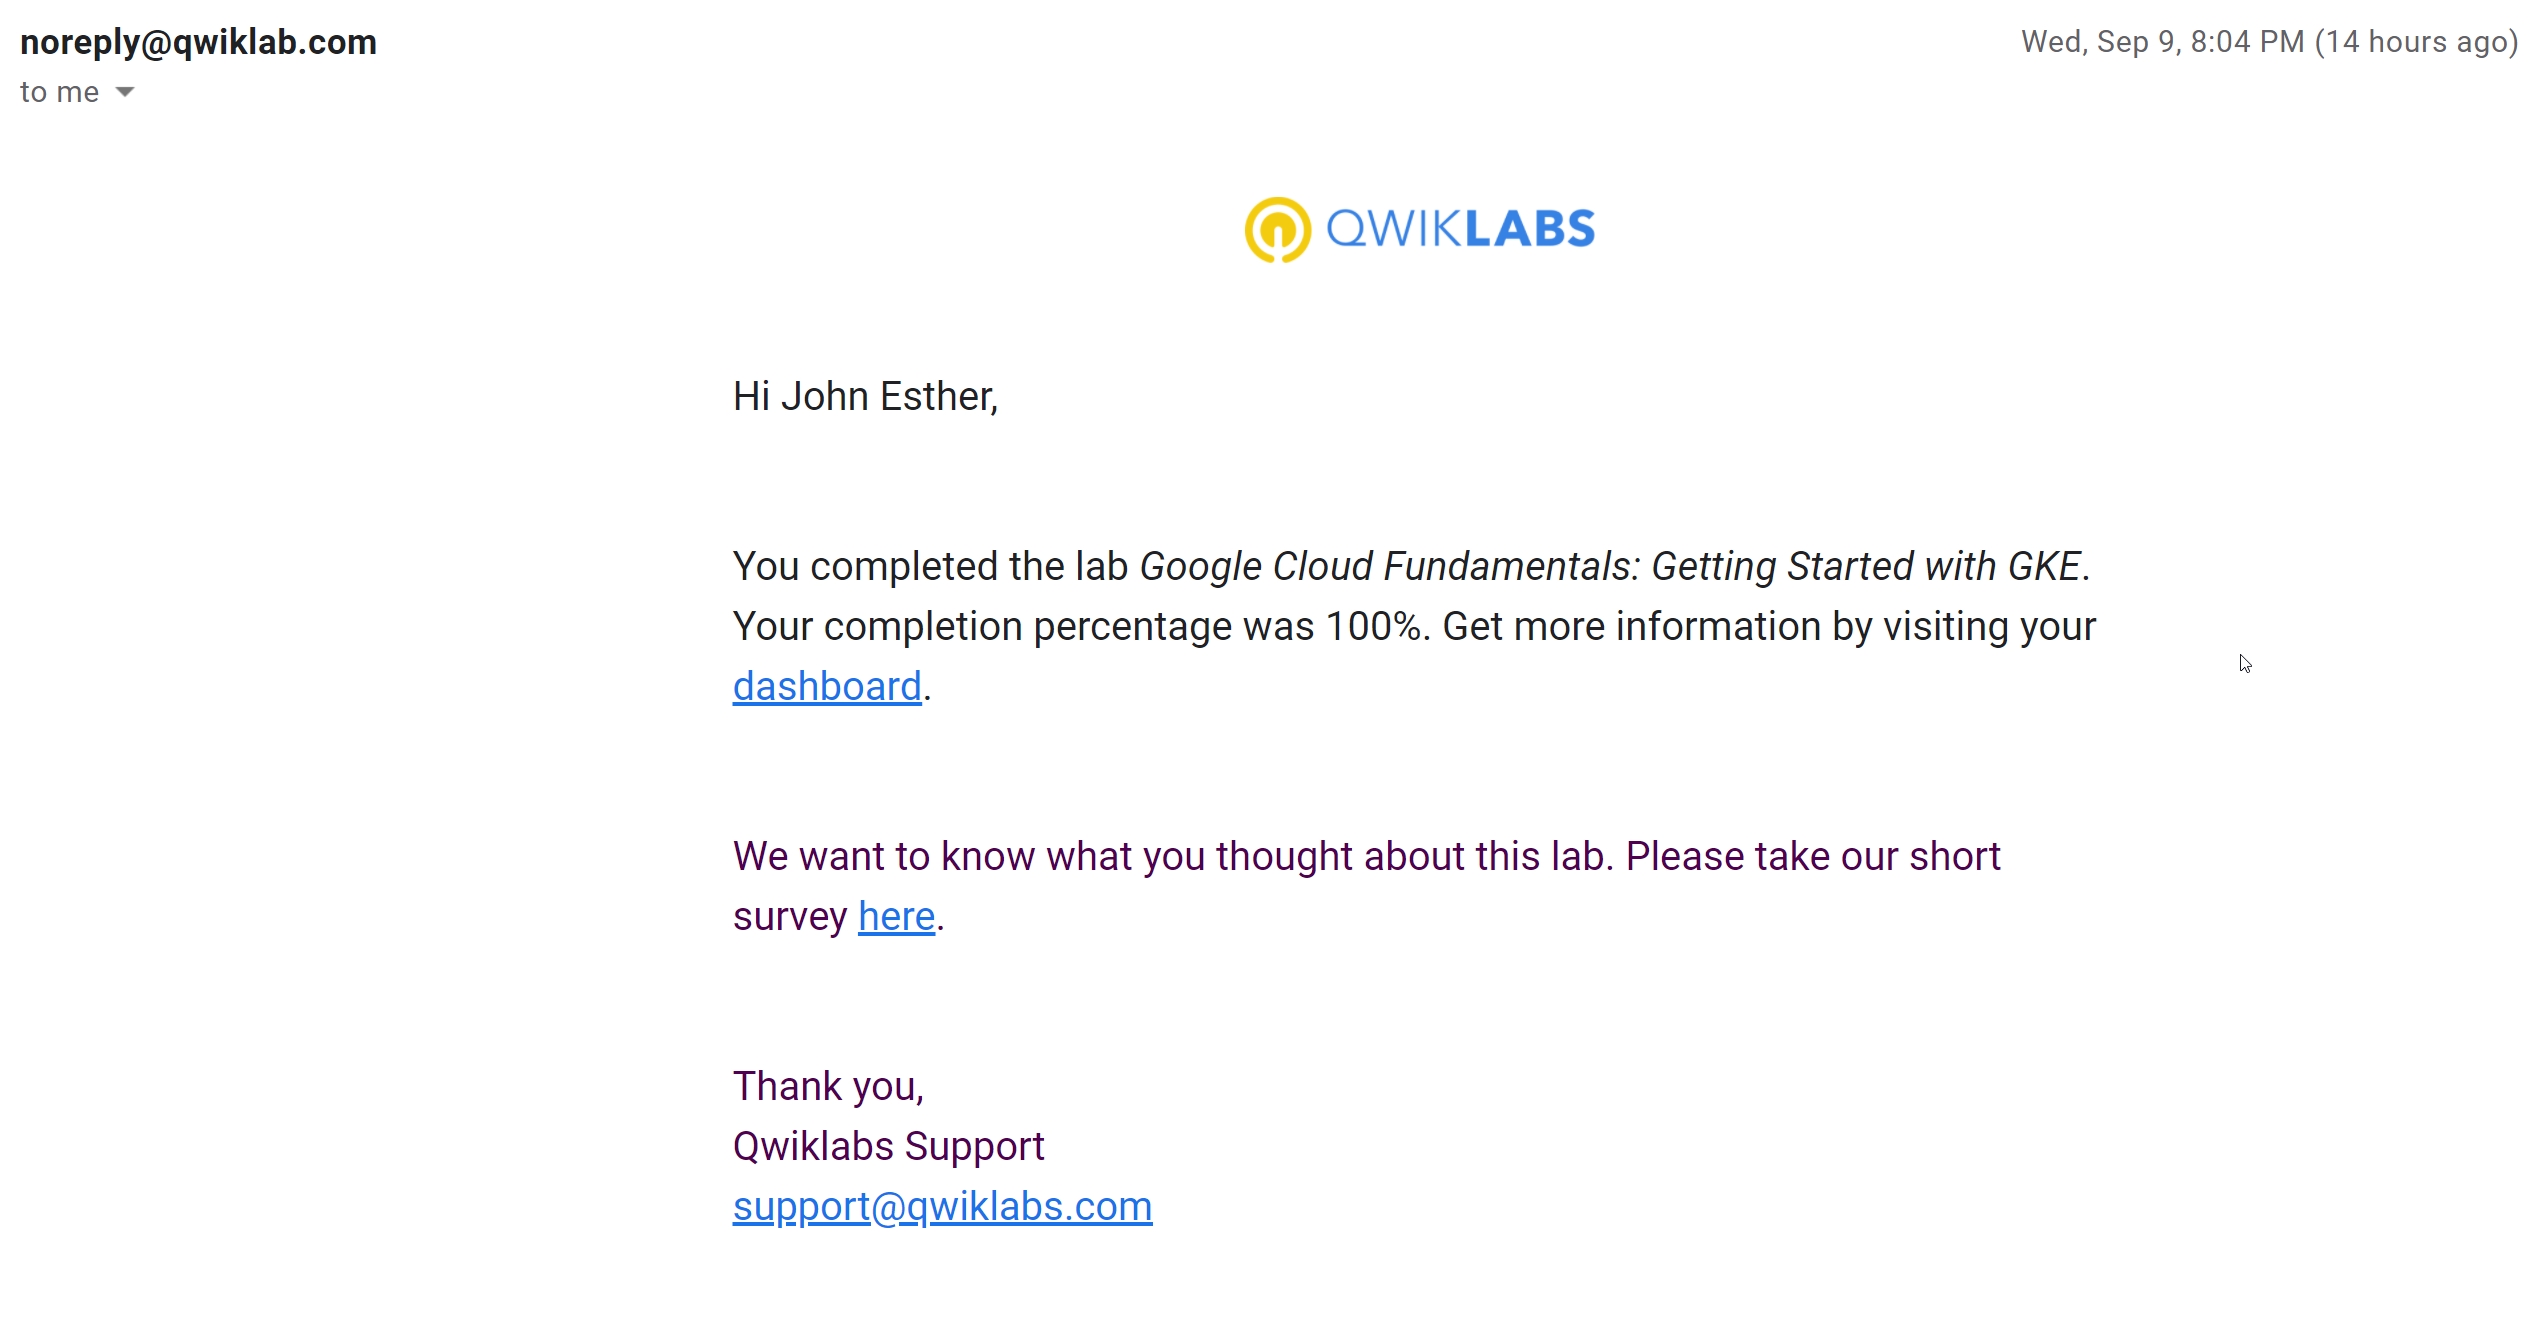 noreply@qwiklab.com
Wed, Sep 9, 8:04 PM (14 hours ago)
to me
QWIKLABS
Hi John Esther,
You completed the lab Google Cloud Fundamentals: Getting Started with GKE.
Your completion percentage was 100%. Get more information by visiting your
dashboard.
We want to know what you thought about this lab. Please take our short
survey here.
Thank you,
Qwiklabs Support
support@qwiklabs.com